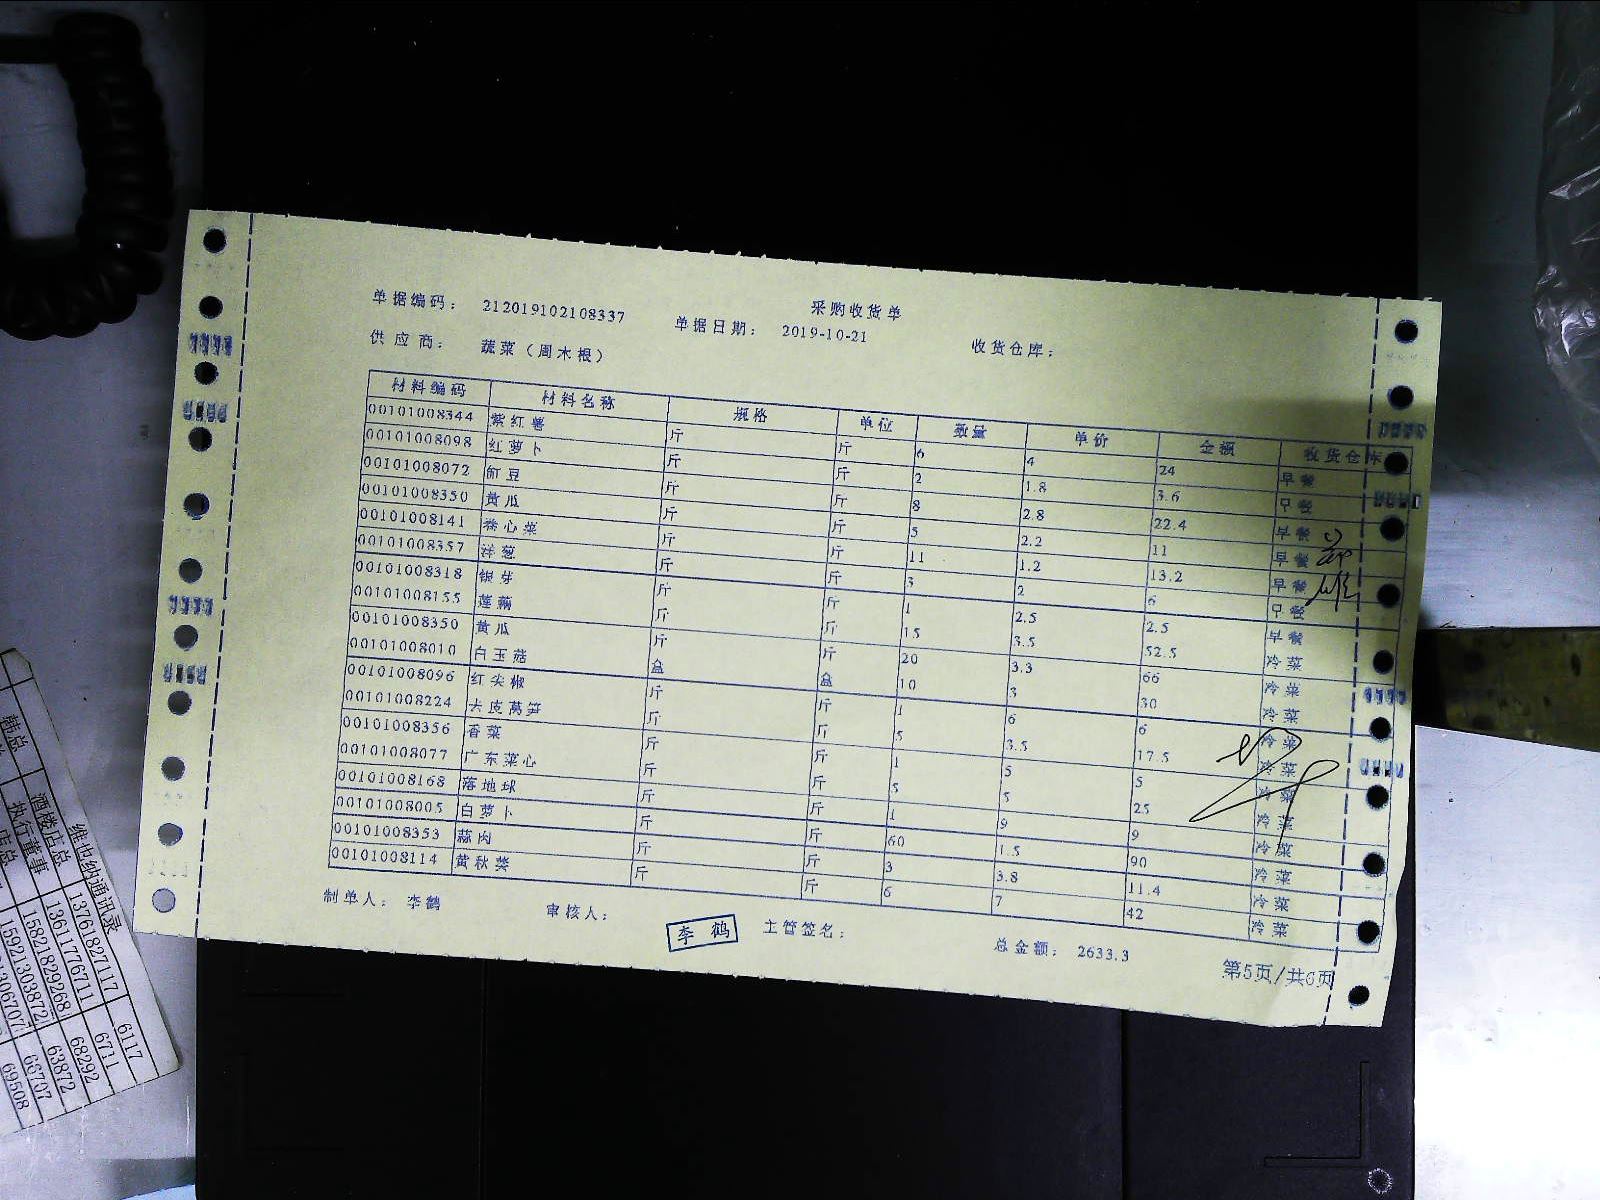 采购收货单
单据编码： 212019102108337 单据日期： 2019-10-21 收货仓库：
供应商： 蔬菜（周木根）
材料编码 材料名称 规格 单位 数量 单价 金额 收货仓库
00101008344 紫红薯 斤 斤 6 4 24 早餐
00101008098 红萝卜 斤 斤 2 1.8 3.6 早餐
00101008072 缸豆 斤 斤 8 2.8 22.4 早餐
00101008350 黄瓜 斤 斤 5 2.2 11 早餐
00101008141 卷心菜 斤 斤 11 1.2 13.2 早餐
00101008357 洋葱 斤 斤 3 2 6 早餐
00101008318 银芽 斤 斤 1 2.5 2.5 早餐
00101008155 莲藕 斤 斤 15 3.5 52.5 冷菜
00101008350 黄瓜 斤 斤 20 3.3 66 冷菜
00101008010 白玉菇 盒 盒 10 3 30 冷菜
00101008096 红尖椒 斤 斤 1 6 6 冷菜
00101008224 去皮莴笋 斤 斤 5 3.5 17.5 冷菜
00101008356 香菜 斤 斤 1 5 5 冷菜
00101008077 广东菜心 斤 斤 5 5 25 冷菜
00101008168 落地球 斤 斤 1 9 9 冷菜
00101008005 白萝卜 斤 斤 60 1.5 90 冷菜
00101008353 蒜肉 斤 斤 3 3.8 11.4 冷菜
00101008114 黄秋葵 斤 斤 6 7 42 冷菜
制单人： 李鹤 审核人： 李鹤 主管签名： 总金额： 2633.3
第5页/共6页
维也纳通讯录
酒楼店总 13761827117 6117
韩总 执行董事 13611776711 6711
15821829268 68292
15921303872 63872
66707
69508